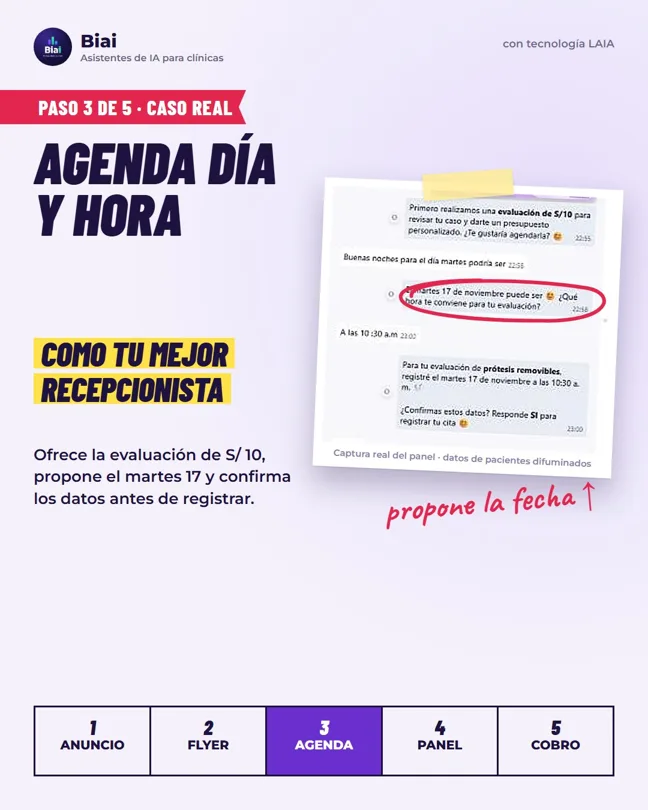 Biai
Biai
Asistentes de IA para clínicas
con tecnología LAIA
PASO 3 DE 5 · CASO REAL
AGENDA DÍA
Y HORA
COMO TU MEJOR
RECEPCIONISTA
Ofrece la evaluación de S/ 10,
propone el martes 17 y confirma
los datos antes de registrar.
Primero realizamos una evaluación de S/10 para
revisar tu caso y darte un presupuesto
personalizado. ¿Te gustaría agendarla? 😊 22:55
Buenas noches para el día martes podría ser 22:55
martes 17 de noviembre puede ser 😊 ¿Qué
hora te conviene para tu evaluación? 22:58
A las 10 :30 a.m 23:02
Para tu evaluación de prótesis removibles,
registré el martes 17 de noviembre a las 10:30 a.
m.
¿Confirmas estos datos? Responde SI para
registrar tu cita 😊 23:00
Captura real del panel · datos de pacientes difuminados
propone la fecha ↑
1
ANUNCIO
2
FLYER
3
AGENDA
4
PANEL
5
COBRO